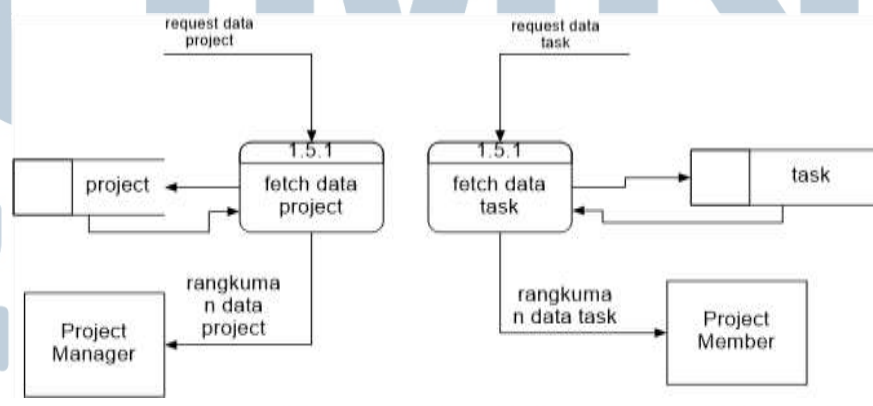 request data
project
request data
task
1.5.1
fetch data
project
1.5.1
fetch data
task
project
task
rangkuma
n data
project
rangkuma
n data task
Project
Manager
Project
Member